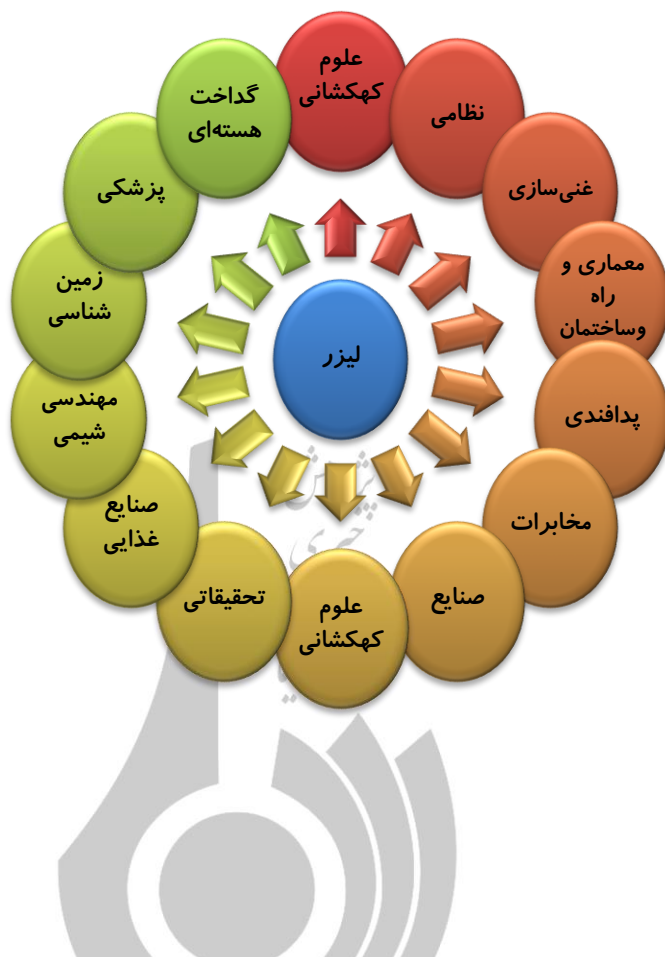 علوم
کهکشانی
نظامی
غنی‌سازی
معماری و
راه
وساختمان
پدافندی
مخابرات
صنایع
علوم
کهکشانی
تحقیقاتی
صنایع
غذایی
مهندسی
شیمی
زمین
شناسی
پزشکی
گداخت
هسته‌ای
لیزر